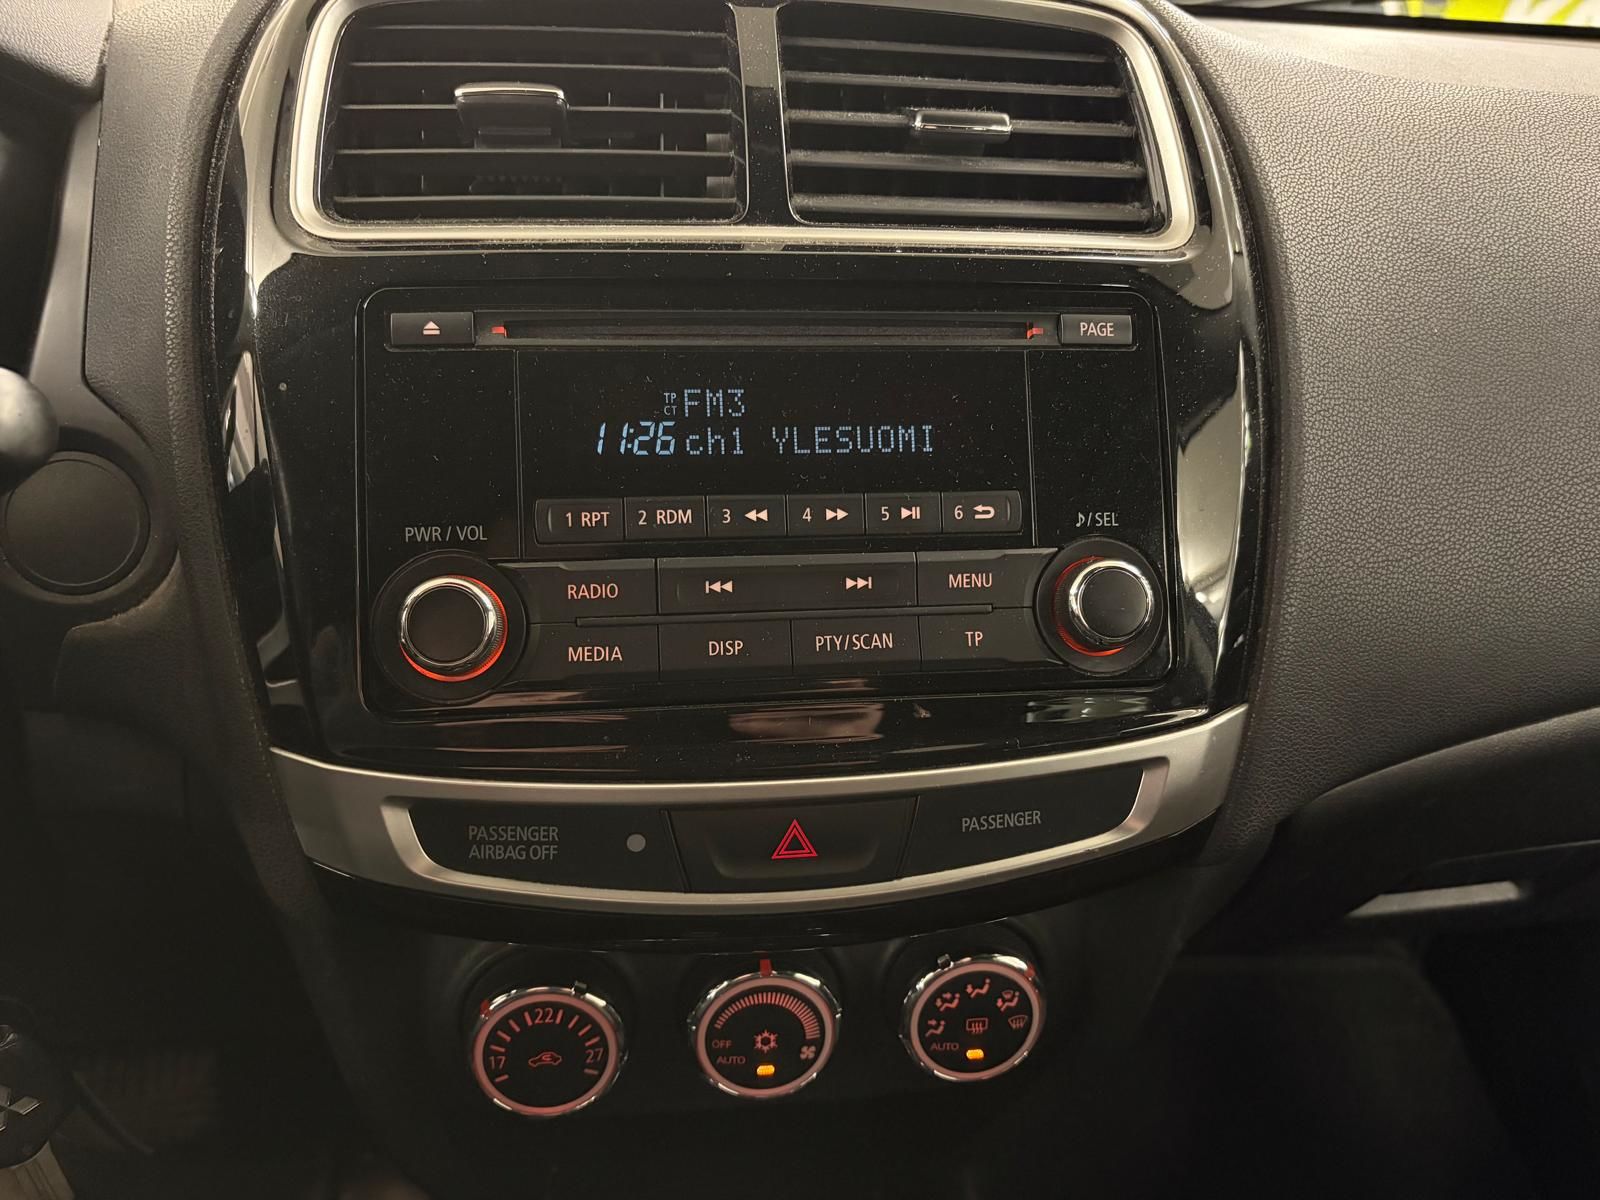 PAGE
TP
CT
FM3
11:26 ch1 YLESUOMI
1 RPT 2 RDM 3 4 5 6
PWR / VOL
/SEL
RADIO
MENU
MEDIA
DISP
PTY/SCAN
TP
PASSENGER
AIRBAG OFF
PASSENGER
17 22 27
OFF
AUTO
AUTO